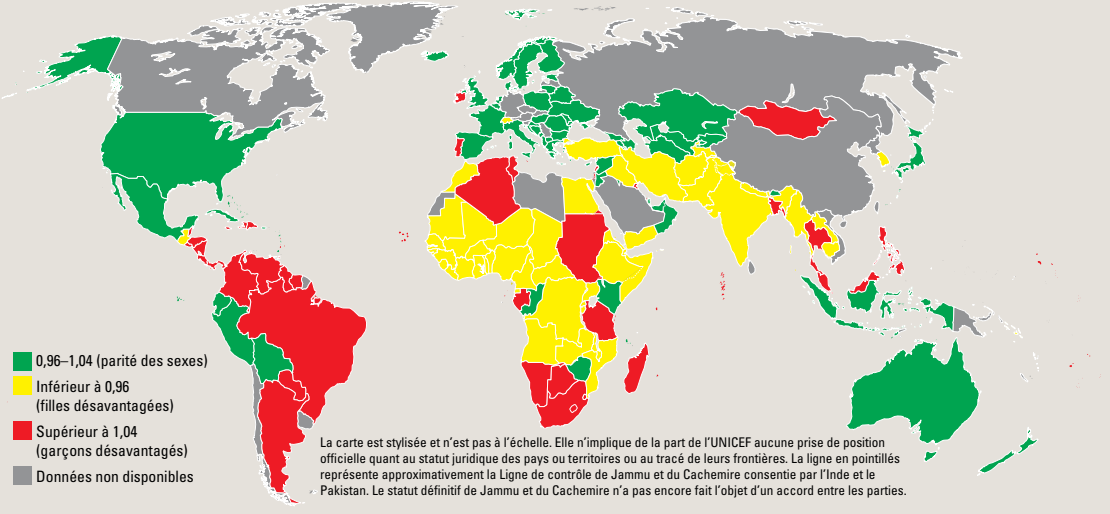 0,96–1,04 (parité des sexes)
Inférieur à 0,96
(filles désavantagées)
Supérieur à 1,04
(garçons désavantagés)
Données non disponibles
La carte est stylisée et n’est pas à l’échelle. Elle n’implique de la part de l’UNICEF aucune prise de position
officielle quant au statut juridique des pays ou territoires ou au tracé de leurs frontières. La ligne en pointillés
représente approximativement la Ligne de contrôle de Jammu et du Cachemire consentie par l’Inde et le
Pakistan. Le statut définitif de Jammu et du Cachemire n’a pas encore fait l’objet d’un accord entre les parties.